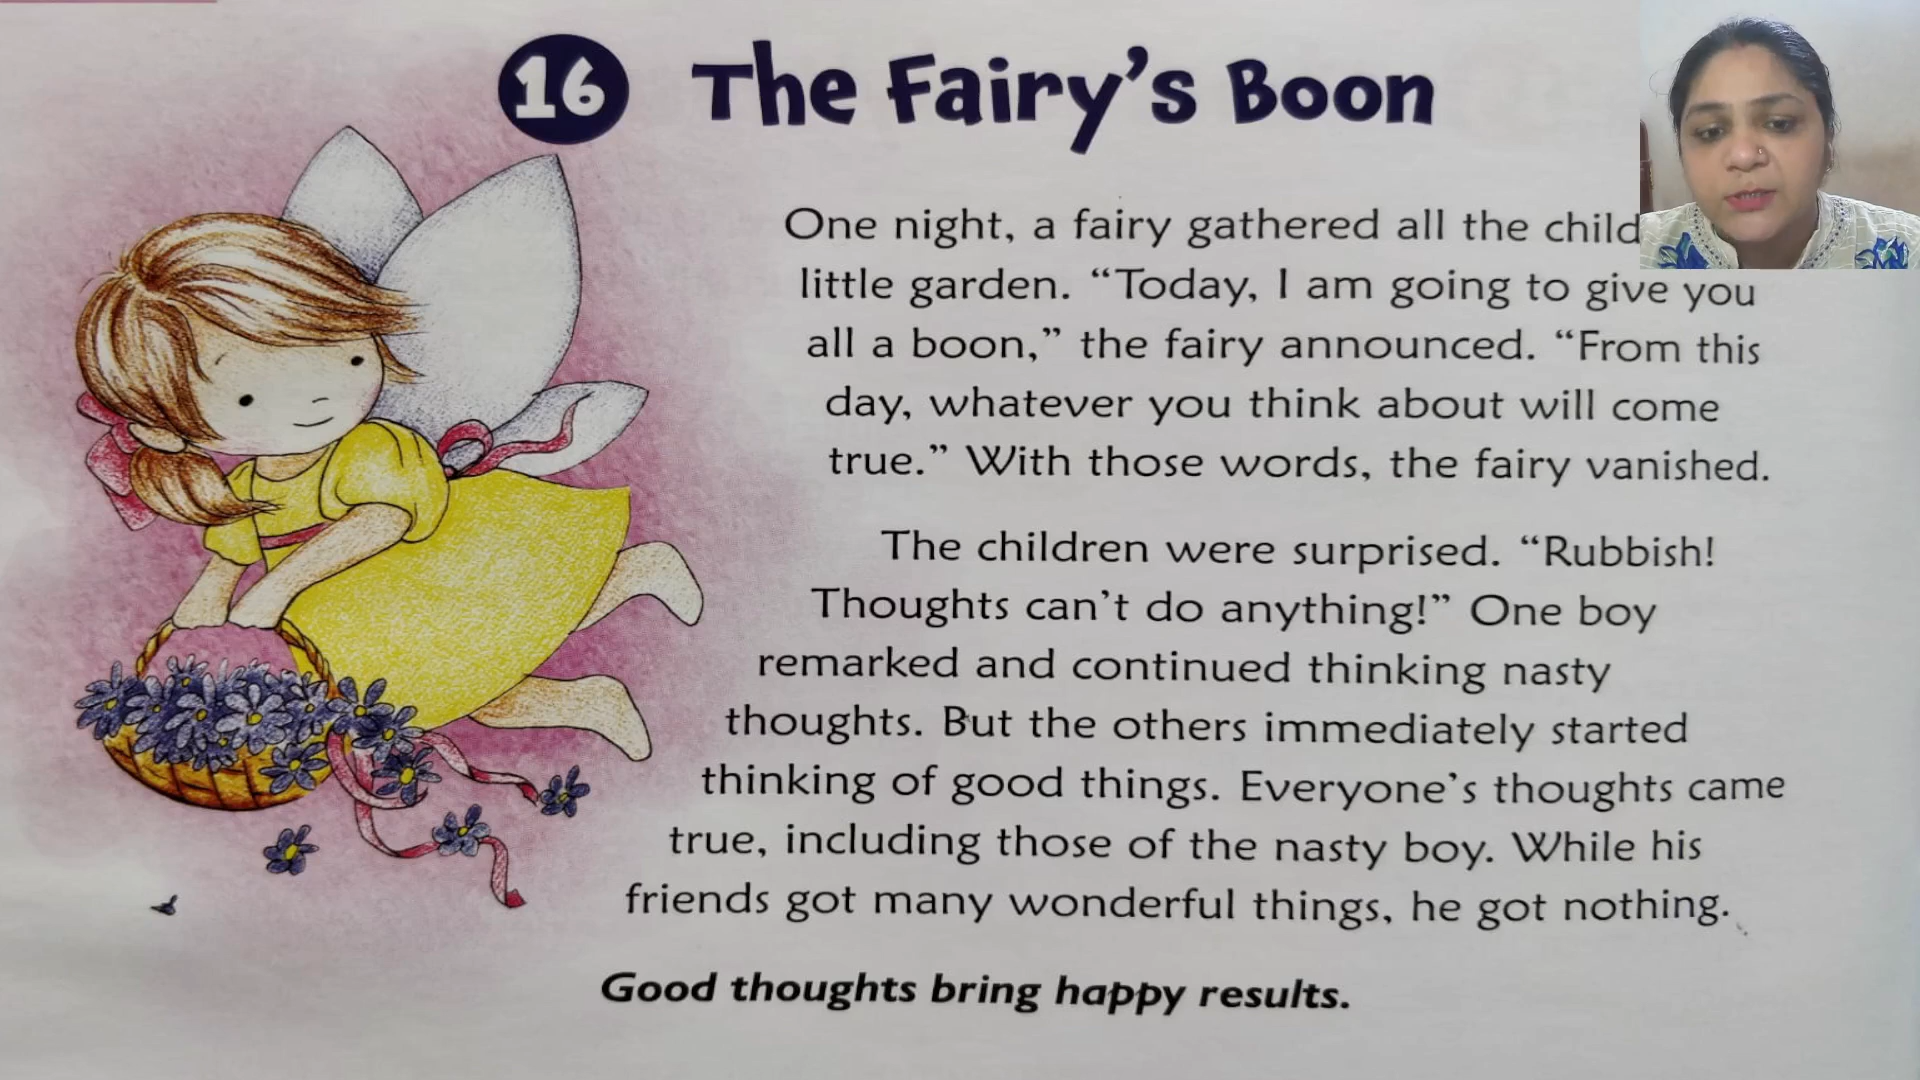 16 The Fairy's Boon
One night, a fairy gathered all the
little garden. “Today, I am going to give you
all a boon,” the fairy announced. “From this
day, whatever you think about will come
true.” With those words, the fairy vanished.
The children were surprised. “Rubbish!
Thoughts can't do anything!” One boy
remarked and continued thinking nasty
thoughts. But the others immediately started
thinking of good things. Everyone's thoughts came
true, including those of the nasty boy. While his
friends got many wonderful things, he got nothing.
Good thoughts bring happy results.